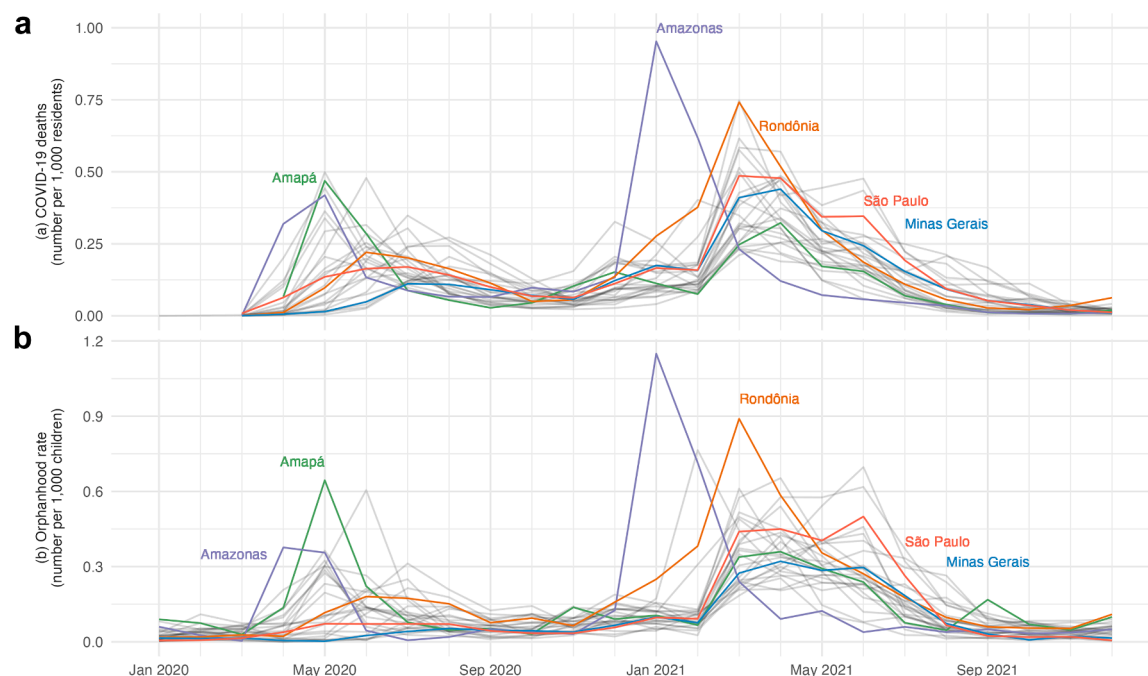 a
(a) COVID-19 deaths
(number per 1,000 residents)
1.00
0.75
0.50
0.25
0.00
Amazonas
Rondônia
Amapá
São Paulo
Minas Gerais
b
(b) Orphanhood rate
(number per 1,000 children)
1.2
0.9
0.6
0.3
0.0
Rondônia
Amapá
Amazonas
São Paulo
Minas Gerais
Jan 2020 May 2020 Sep 2020 Jan 2021 May 2021 Sep 2021